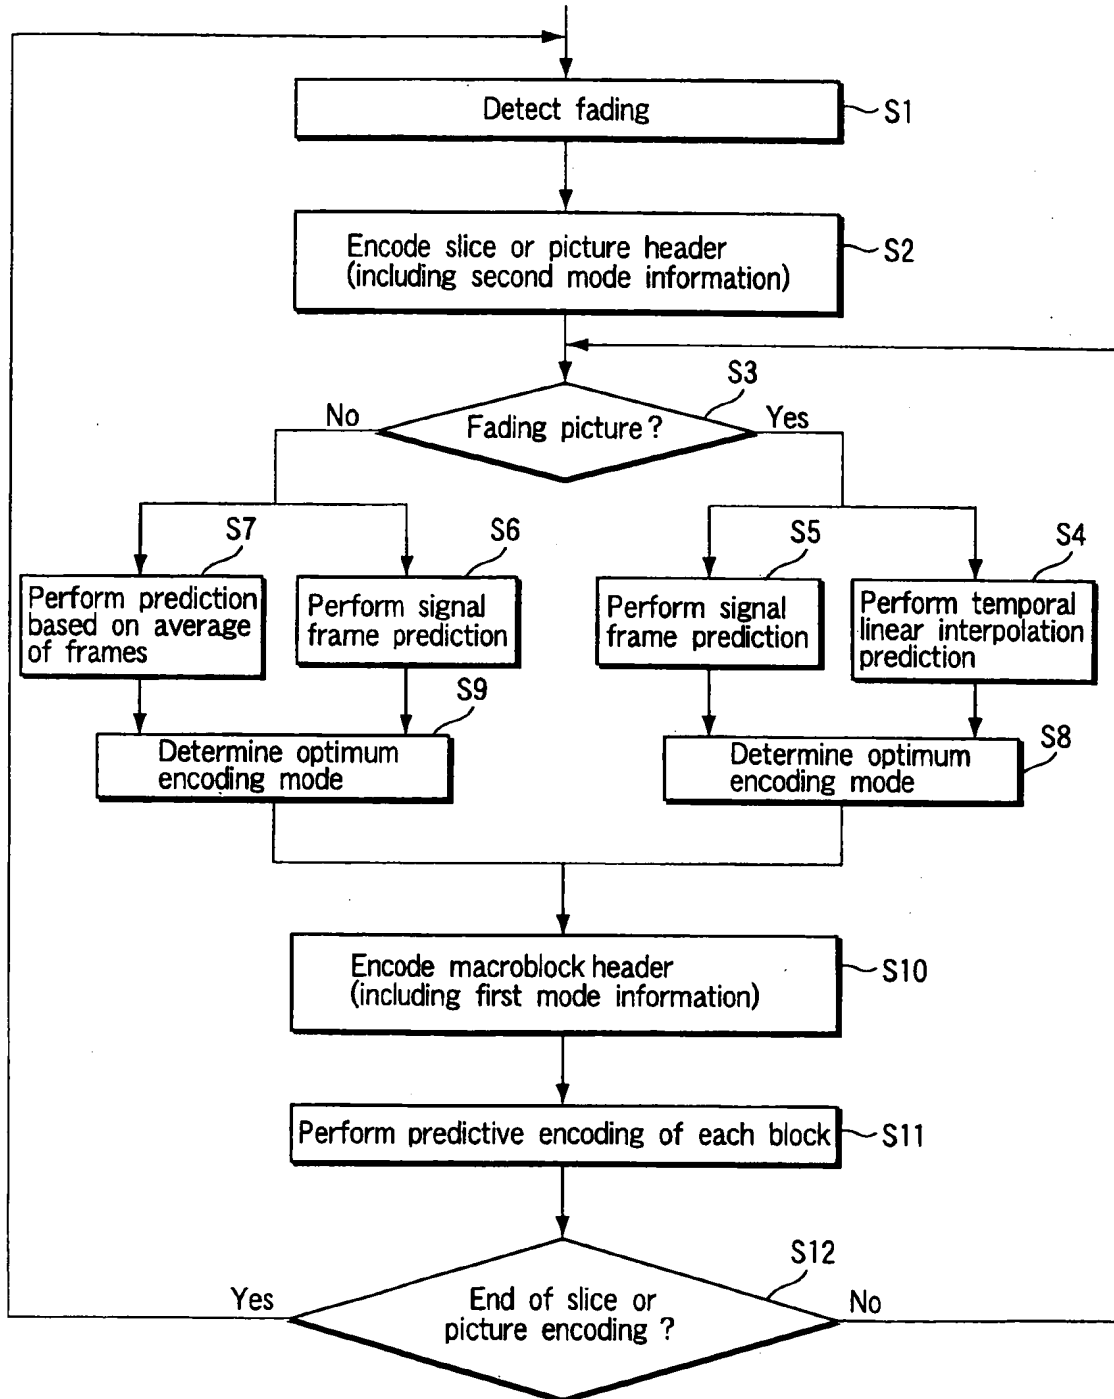 Detect fading
S1
Encode slice or picture header
(including second mode information)
S2
S3
No
Fading picture?
Yes
S7
S6
S5
S4
Perform prediction
based on average
of frames
Perform signal
frame prediction
Perform signal
frame prediction
Perform temporal
linear interpolation
prediction
S9
Determine optimum
encoding mode
Determine optimum
encoding mode
S8
Encode macroblock header
(including first mode information)
S10
Perform predictive encoding of each block
S11
S12
Yes
End of slice or
picture encoding?
No